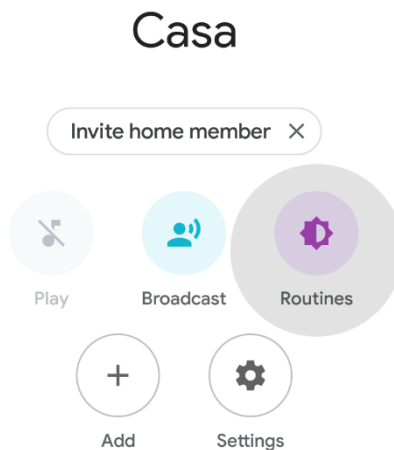 Casa
Invite home member
Play
Broadcast
Routines
Add
Settings